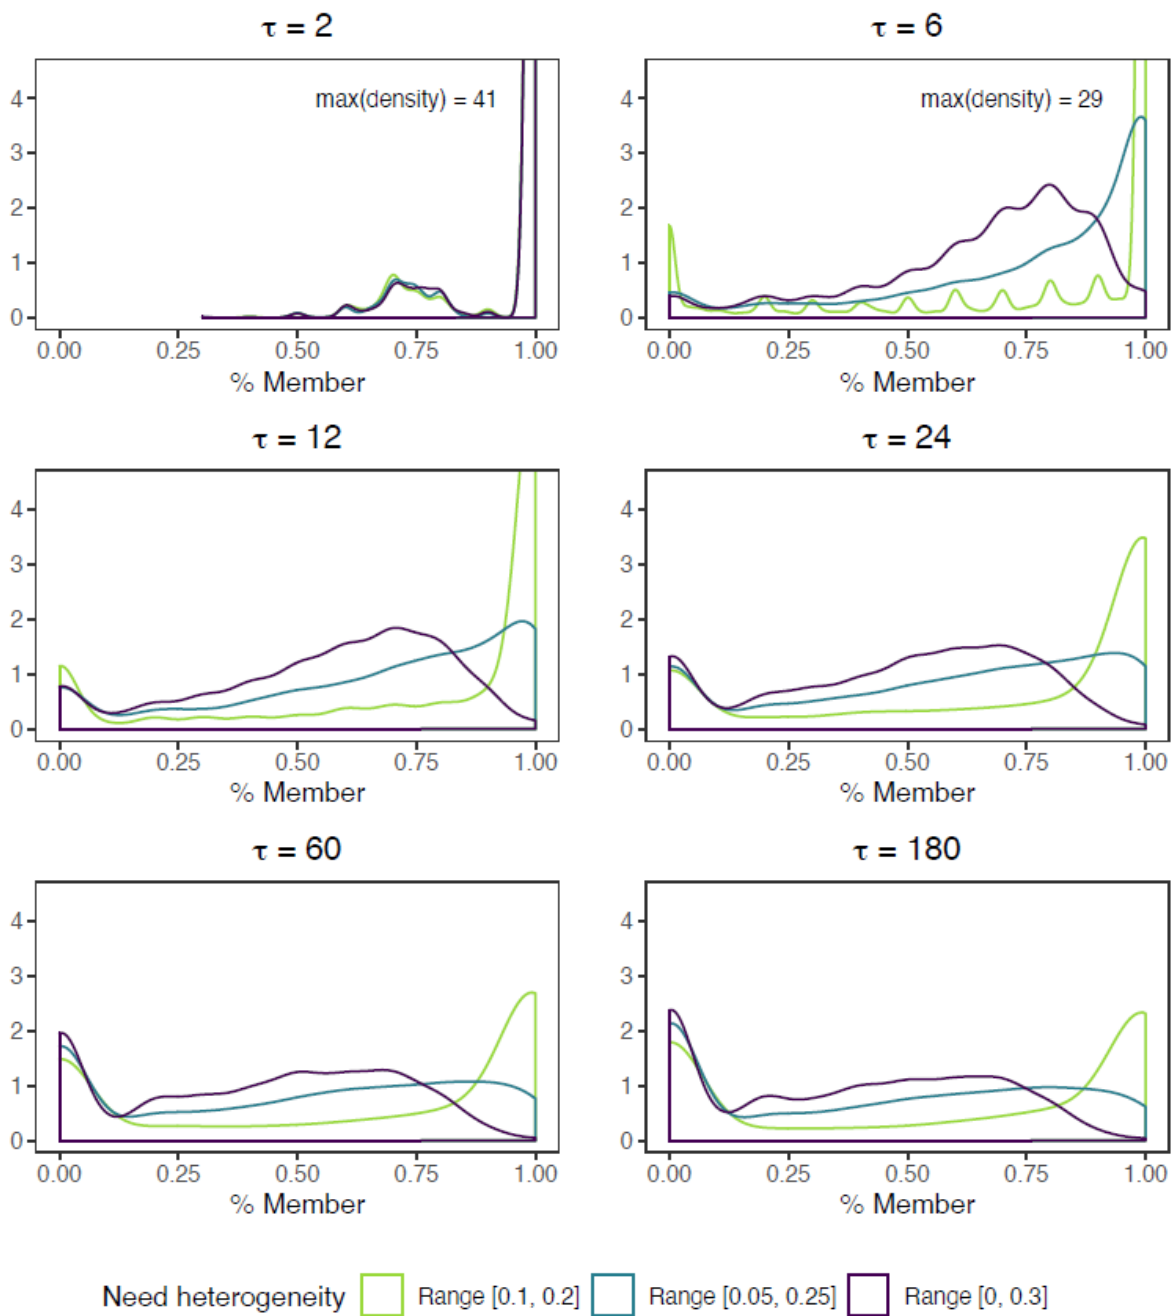 τ = 2
τ = 6
4
3
2
1
0
max(density) = 41
0.00 0.25 0.50 0.75 1.00
% Member
4
3
2
1
0
max(density) = 29
0.00 0.25 0.50 0.75 1.00
% Member
τ = 12
τ = 24
4
3
2
1
0
0.00 0.25 0.50 0.75 1.00
% Member
4
3
2
1
0
0.00 0.25 0.50 0.75 1.00
% Member
τ = 60
τ = 180
4
3
2
1
0
0.00 0.25 0.50 0.75 1.00
% Member
4
3
2
1
0
0.00 0.25 0.50 0.75 1.00
% Member
Need heterogeneity Range [0.1, 0.2] Range [0.05, 0.25] Range [0, 0.3]